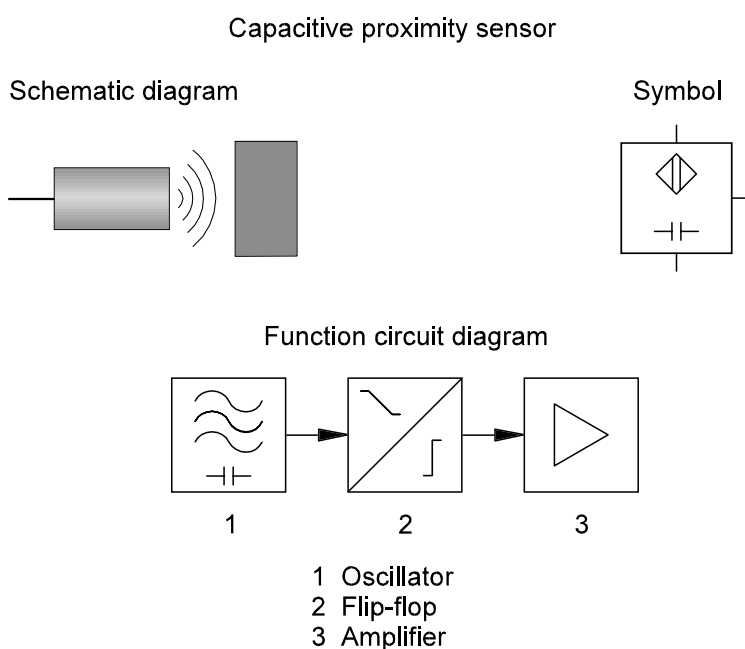 Capacitive proximity sensor
Schematic diagram
Symbol
Function circuit diagram
1 2 3
1 Oscillator
2 Flip-flop
3 Amplifier